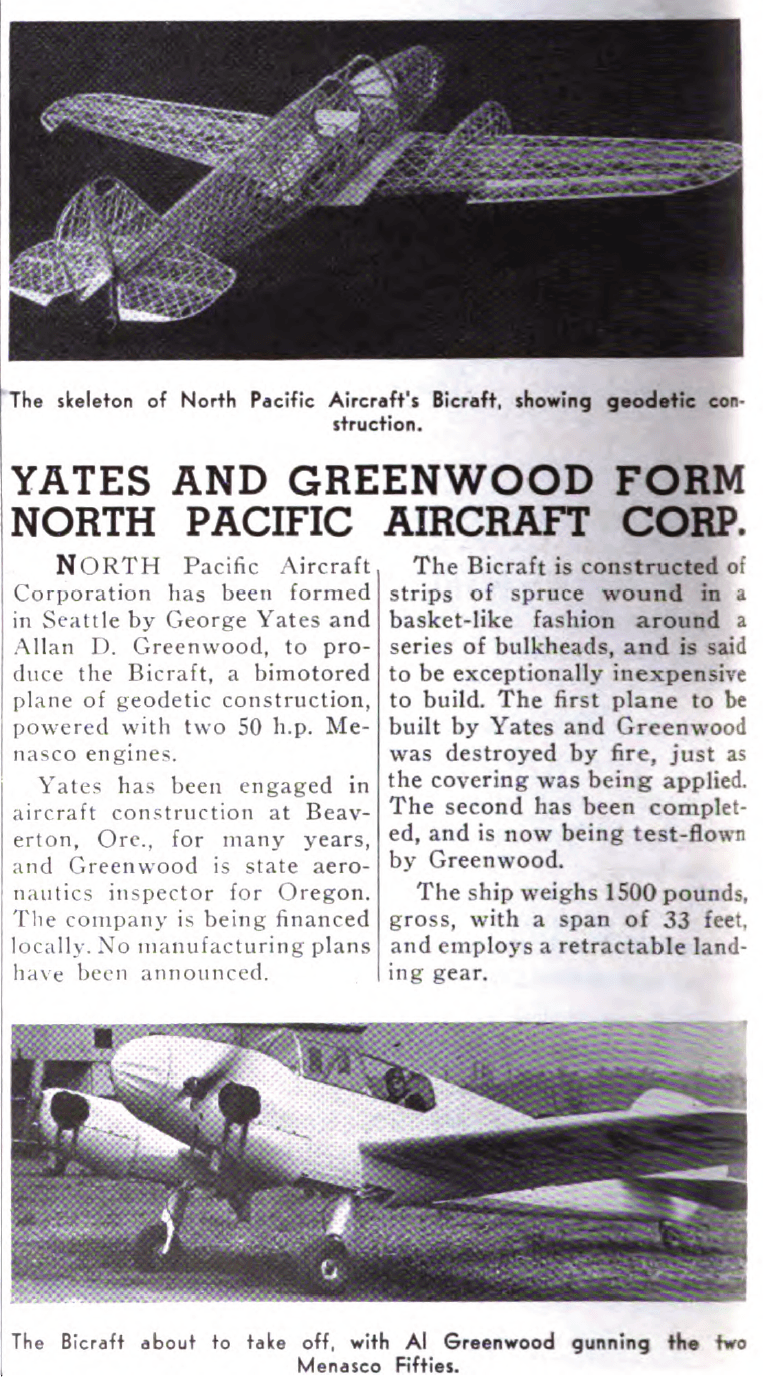 The skeleton of North Pacific Aircraft's Bicraft, showing geodetic con-
struction.
YATES AND GREENWOOD FORM
NORTH PACIFIC AIRCRAFT CORP.
NORTH Pacific Aircraft
Corporation has been formed
in Seattle by George Yates and
Allan D. Greenwood, to pro-
duce the Bicraft, a bimotored
plane of geodetic construction,
powered with two 50 h.p. Me-
nasco engines.
Yates has been engaged in
aircraft construction at Beav-
erton, Ore., for many years,
and Greenwood is state aero-
nautics inspector for Oregon.
The company is being financed
locally. No manufacturing plans
have been announced.
The Bicraft is constructed of
strips of spruce wound in a
basket-like fashion around a
series of bulkheads, and is said
to be exceptionally inexpensive
to build. The first plane to be
built by Yates and Greenwood
was destroyed by fire, just as
the covering was being applied.
The second has been complet-
ed, and is now being test-flown
by Greenwood.
The ship weighs 1500 pounds,
gross, with a span of 33 feet,
and employs a retractable land-
ing gear.
The Bicraft about to take off, with Al Greenwood gunning the two
Menasco Fifties.